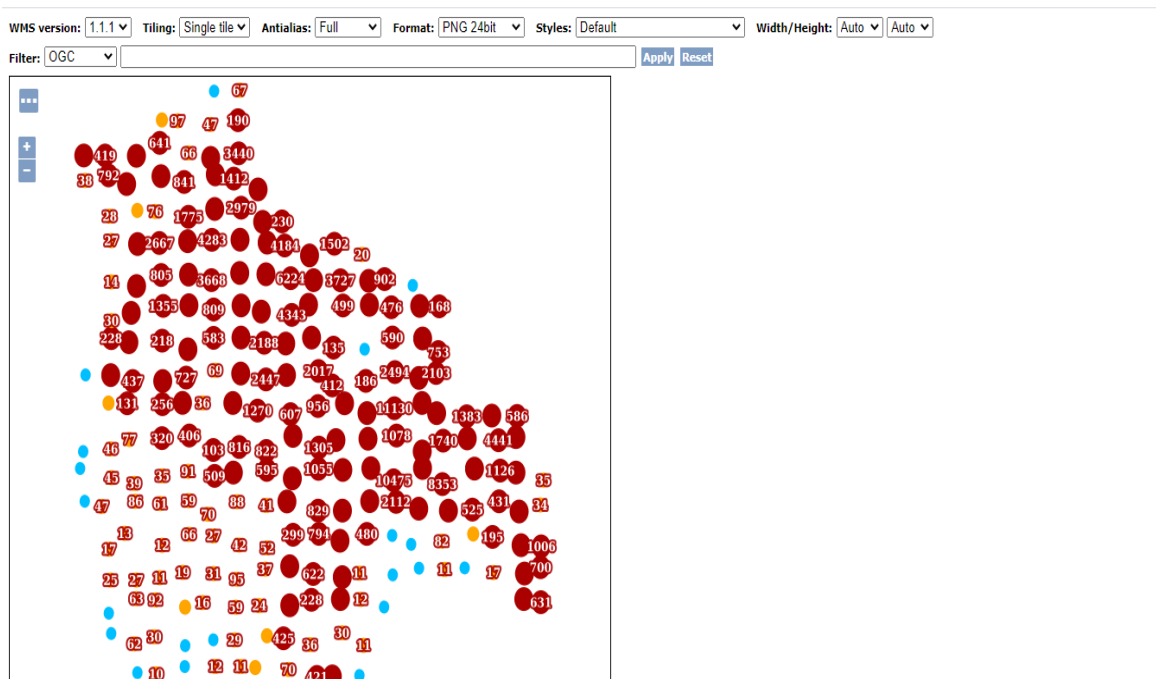 WMS version: 1.1.1 Tiling: Single tile Antialias: Full Format: PNG 24bit Styles: Default Width/Height: Auto Auto
Filter: OGC Apply Reset
67
97 47 190
641
419 66 3440
38 792 841 1412
28 76 1775 2979 230
27 2667 4283 4184 1502 20
14 805 3668 6224 3727 902
30 1355 809 4343 499 476 168
228 218 583 2188 135 590 753
437 727 69 2447 2017 412 186 2494 2103
131 256 36 1270 607 956 11130 1383 586
46 77 320 406 103 816 822 1305 1078 1740 4441
45 39 35 91 509 595 1055 10475 8353 1126 35
47 86 61 59 70 88 41 829 2112 525 431 34
17 13 12 66 27 42 52 299 794 480 82 195 1006
25 27 11 19 31 95 37 622 11 11 17 700
63 92 16 59 24 228 12 631
62 30 29 425 36 30 11
10 12 11 70 421